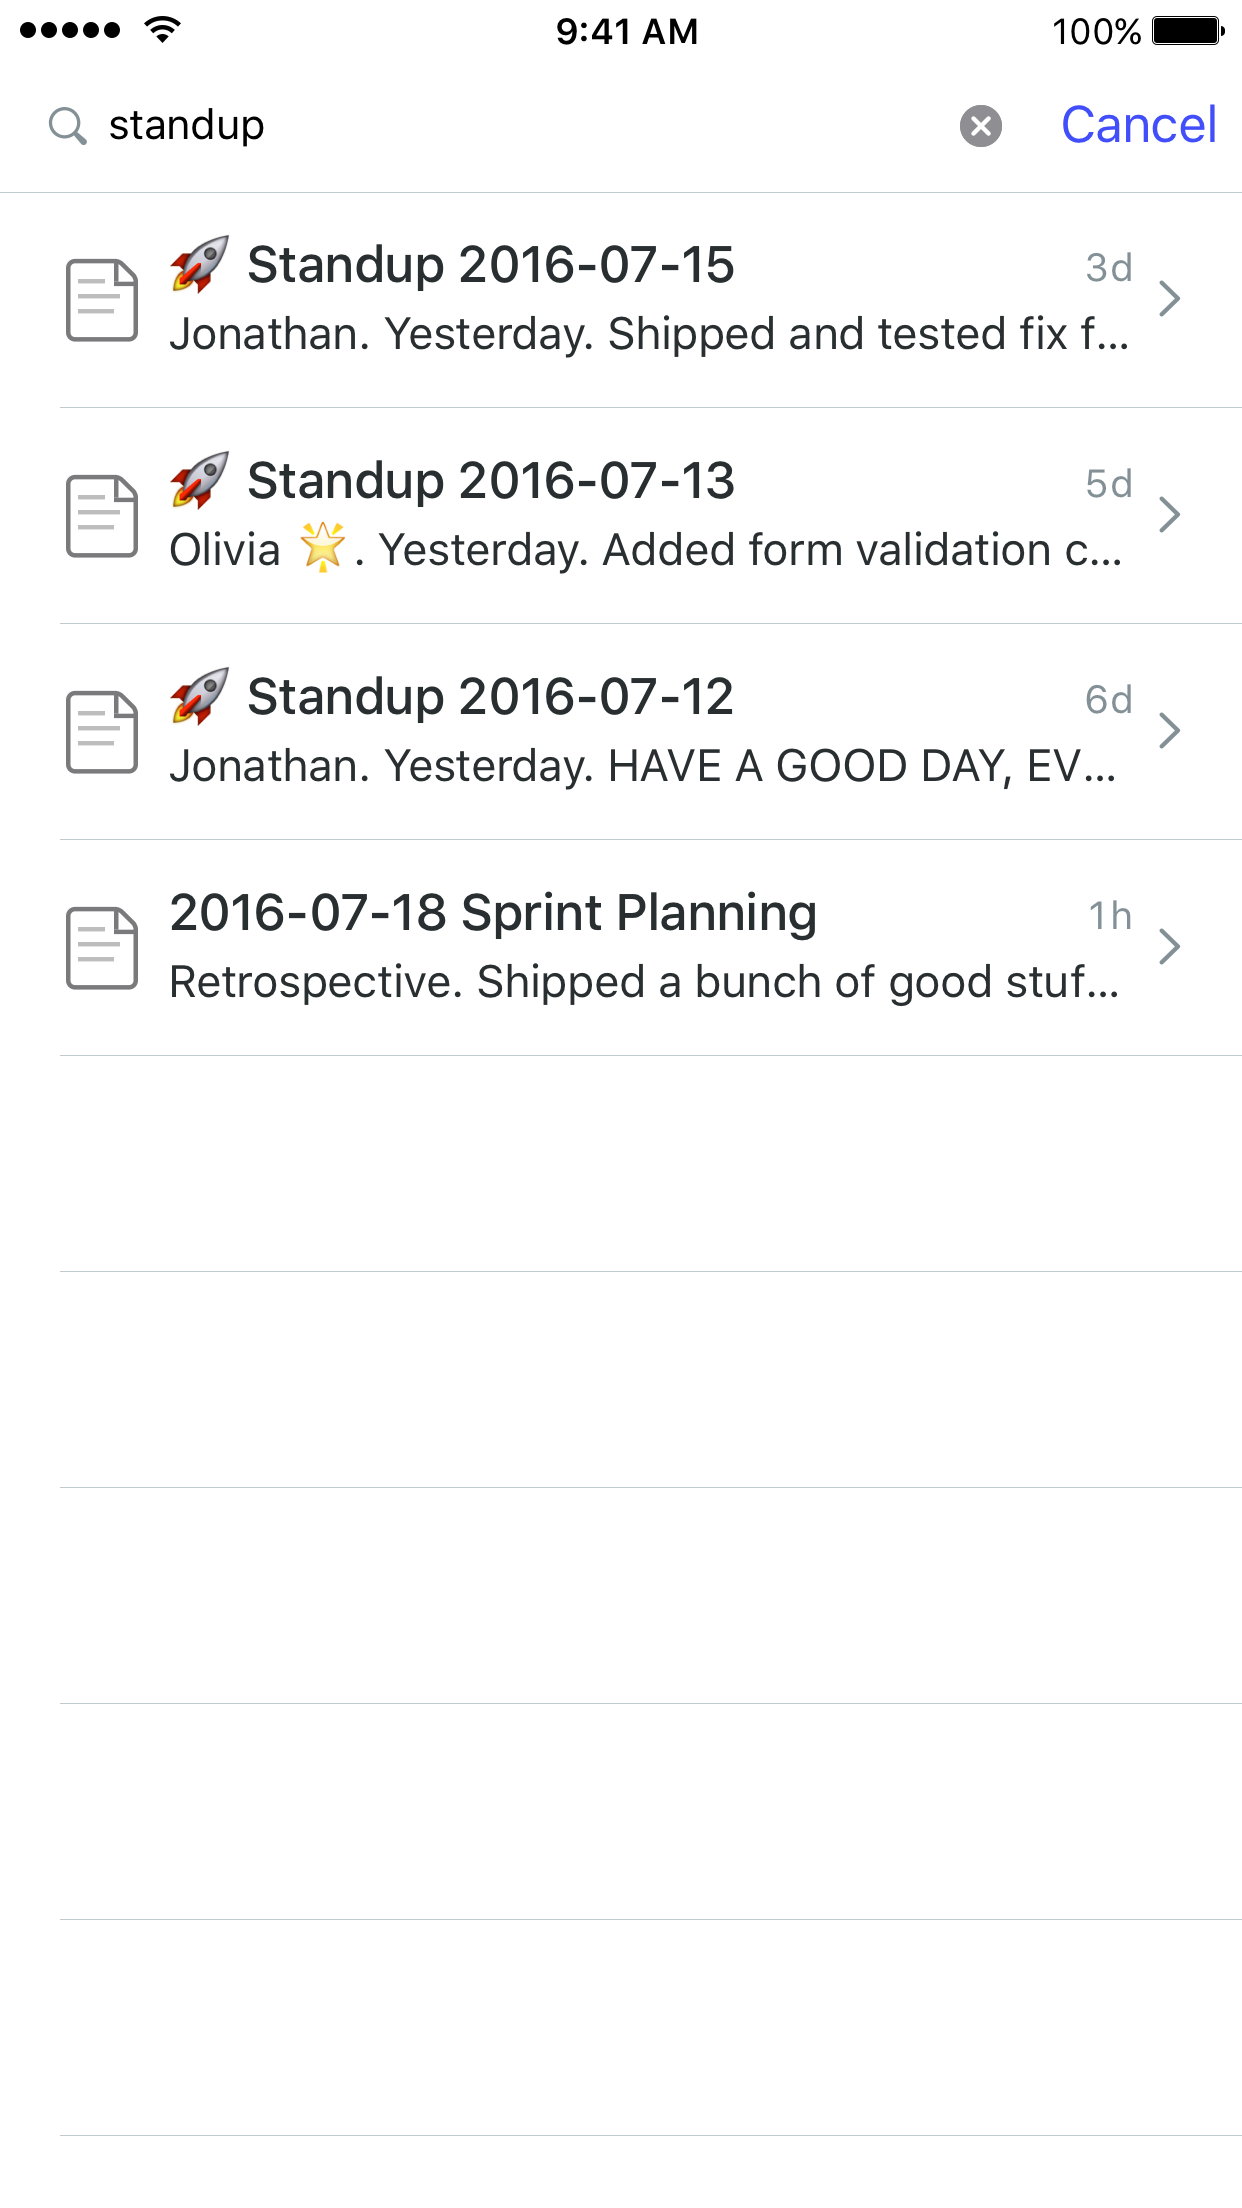 9:41 AM 100%
standup Cancel
🚀 Standup 2016-07-15 3d
Jonathan. Yesterday. Shipped and tested fix f...
🚀 Standup 2016-07-13 5d
Olivia 🌟. Yesterday. Added form validation c...
🚀 Standup 2016-07-12 6d
Jonathan. Yesterday. HAVE A GOOD DAY, EV...
2016-07-18 Sprint Planning 1h
Retrospective. Shipped a bunch of good stuf...